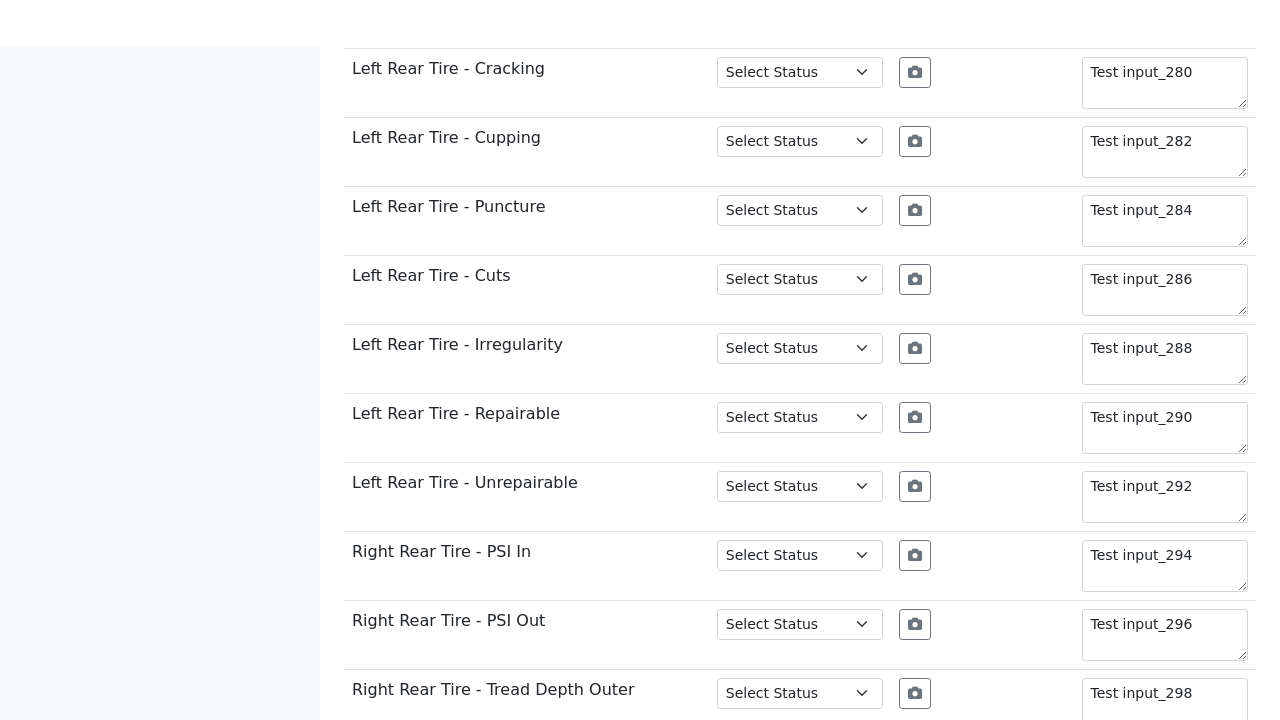 Left Rear Tire - Cracking Select Status Test input_280
Left Rear Tire - Cupping Select Status Test input_282
Left Rear Tire - Puncture Select Status Test input_284
Left Rear Tire - Cuts Select Status Test input_286
Left Rear Tire - Irregularity Select Status Test input_288
Left Rear Tire - Repairable Select Status Test input_290
Left Rear Tire - Unrepairable Select Status Test input_292
Right Rear Tire - PSI In Select Status Test input_294
Right Rear Tire - PSI Out Select Status Test input_296
Right Rear Tire - Tread Depth Outer Select Status Test input_298